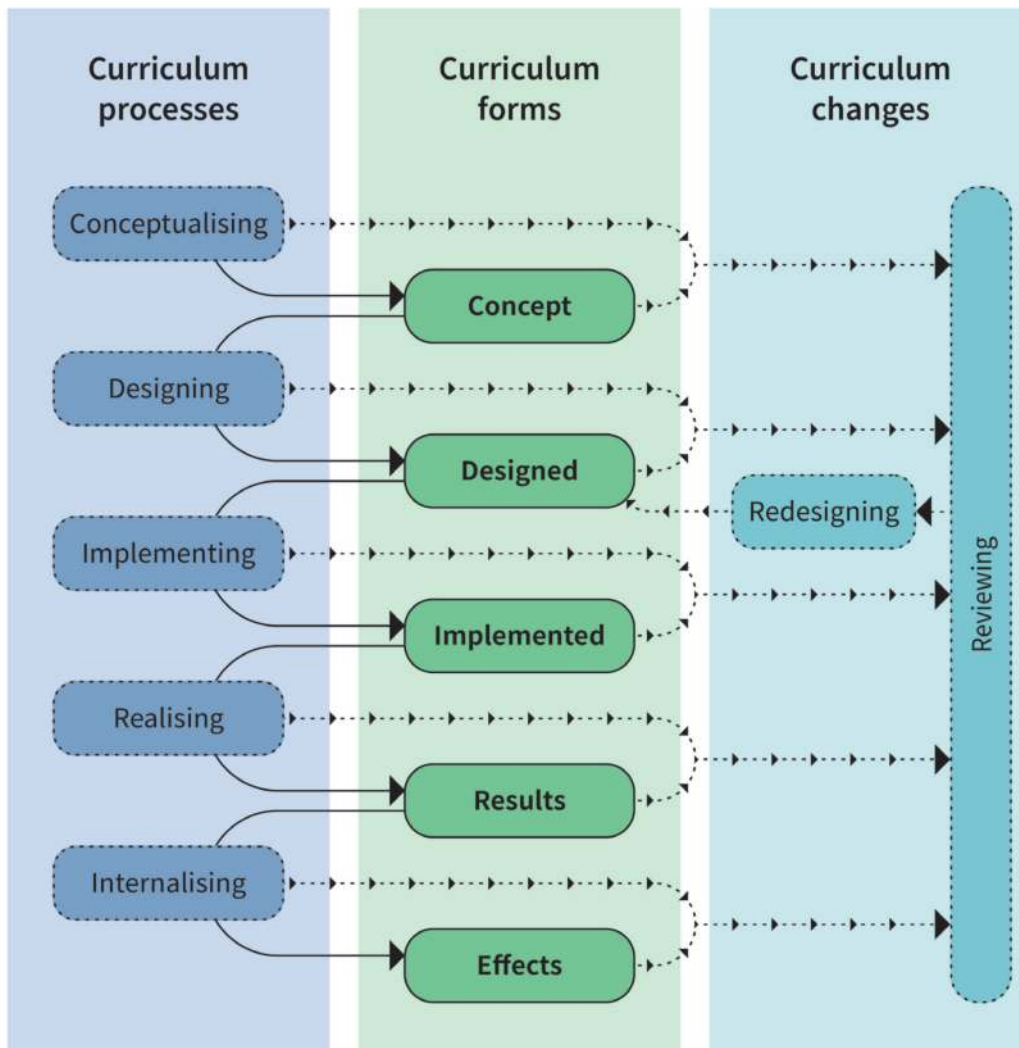 Curriculum
processes
Curriculum
forms
Curriculum
changes
Conceptualising
Concept
Designing
Designed
Redesigning
Implementing
Implemented
Reviewing
Realising
Results
Internalising
Effects